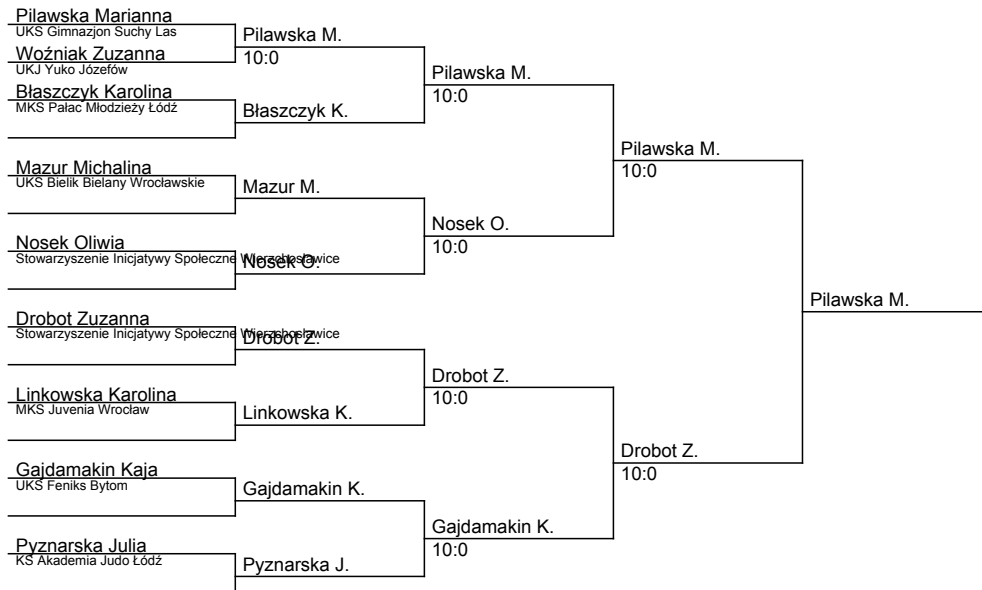 Pilawska Marianna
UKS Gimnazjon Suchy Las
Pilawska M.
10:0
Woźniak Zuzanna
UKJ Yuko Józefów
Pilawska M.
10:0
Błaszczyk Karolina
MKS Pałac Młodzieży Łódź
Błaszczyk K.
Pilawska M.
10:0
Mazur Michalina
UKS Bielik Bielany Wrocławskie
Mazur M.
Nosek O.
10:0
Nosek Oliwia
Stowarzyszenie Inicjatywy Społeczne Wierzchosławice
Nosek O.
Pilawska M.
Drobot Zuzanna
Stowarzyszenie Inicjatywy Społeczne Wierzchosławice
Drobot Z.
Drobot Z.
10:0
Linkowska Karolina
MKS Juvenia Wrocław
Linkowska K.
Drobot Z.
10:0
Gajdamakin Kaja
UKS Feniks Bytom
Gajdamakin K.
Gajdamakin K.
10:0
Pyznarska Julia
KS Akademia Judo Łódź
Pyznarska J.